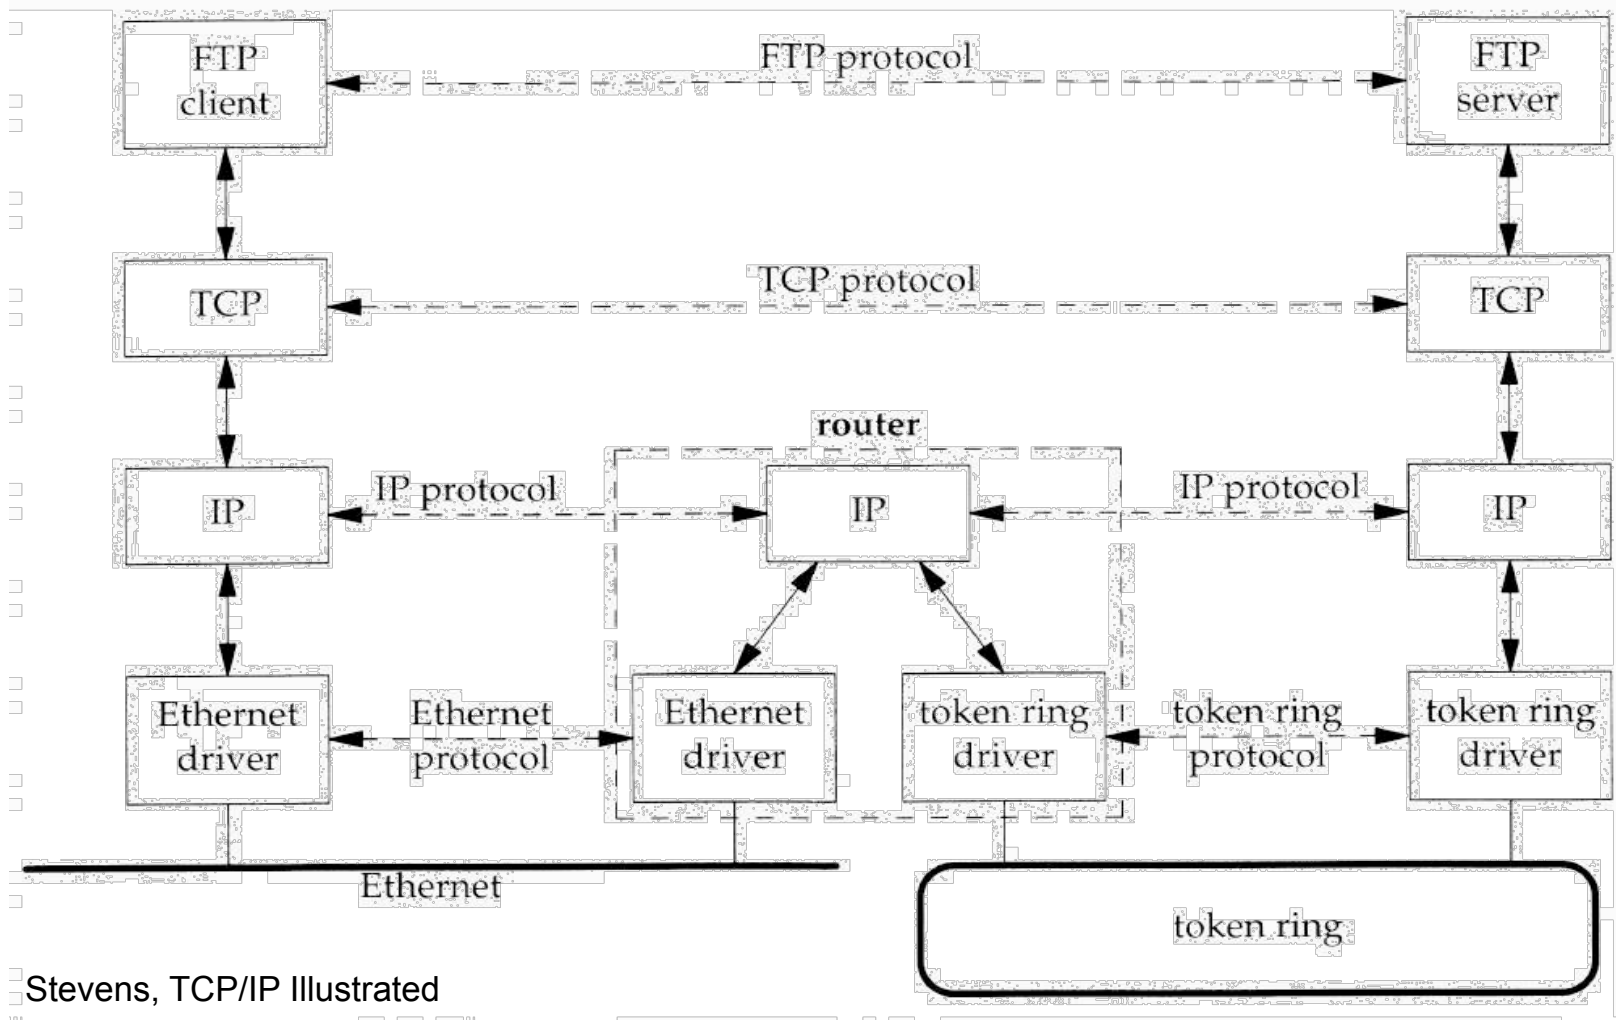 FTP
client
FTP protocol
FTP
server
TCP
TCP protocol
TCP
router
IP
IP protocol
IP
IP protocol
IP
Ethernet
driver
Ethernet
protocol
Ethernet
driver
token ring
driver
token ring
protocol
token ring
driver
Ethernet
token ring
Stevens, TCP/IP Illustrated